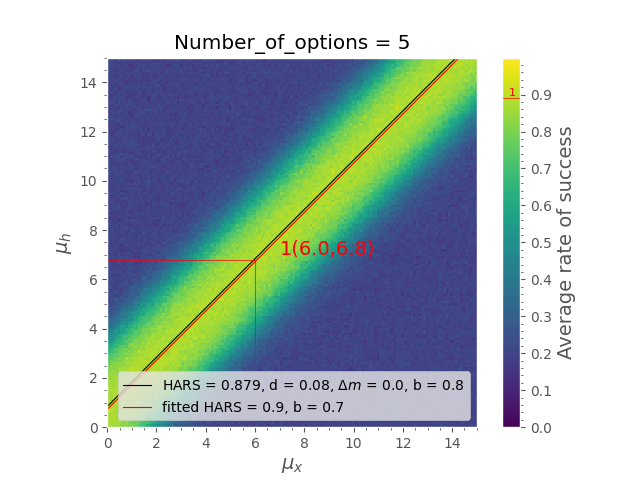 Number_of_options = 5
14
12
10
8
6
4
2
0
μ_h
0 2 4 6 8 10 12 14
μ_x
1(6.0,6.8)
HARS = 0.879, d = 0.08, Δm = 0.0, b = 0.8
fitted HARS = 0.9, b = 0.7
1
0.9
0.8
0.7
0.6
0.5
0.4
0.3
0.2
0.1
0.0
Average rate of success